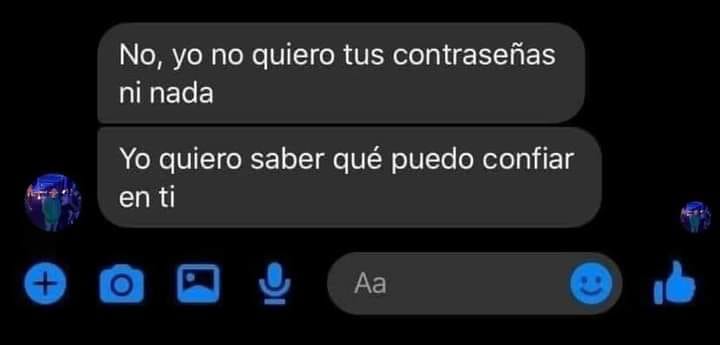 No, yo no quiero tus contraseñas
ni nada
Yo quiero saber qué puedo confiar
en ti
Aa